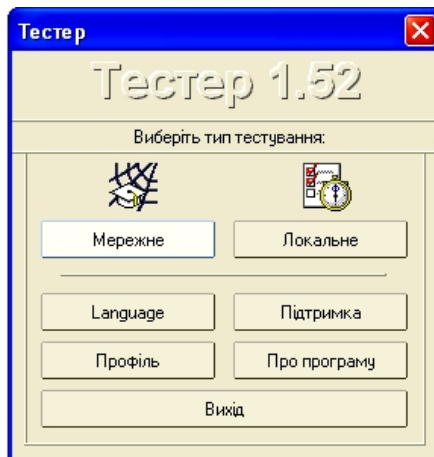 Тестер
Тестер 1.52
Виберіть тип тестування:
Мережне Локальне
Language Підтримка
Профіль Про програму
Вихід